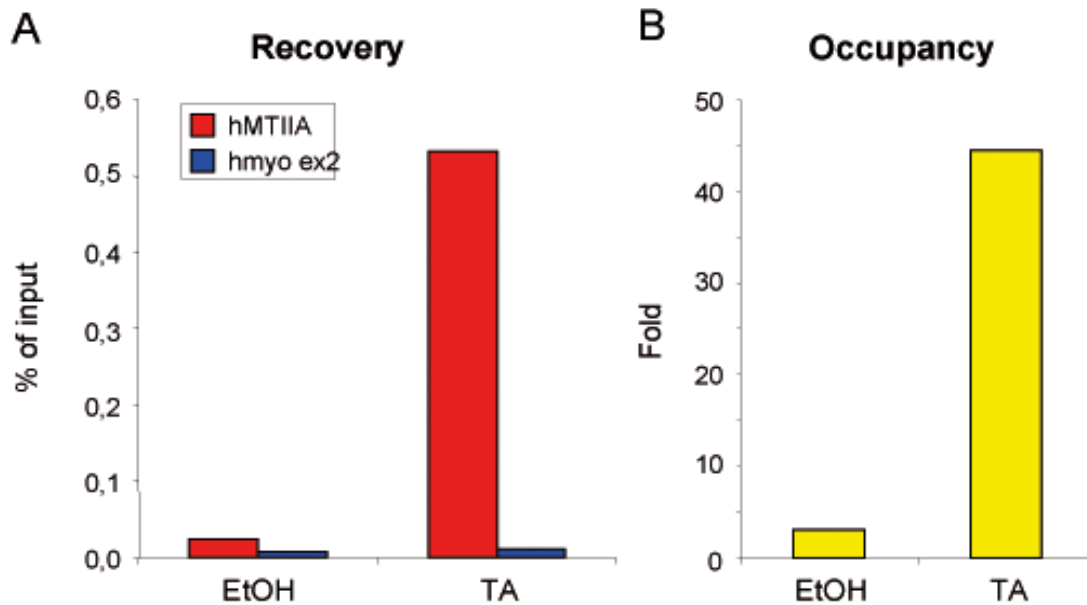 A
Recovery
0,6
0,5
0,4
0,3
0,2
0,1
0,0
% of input
hMTIIA
hmyo ex2
EtOH
TA
B
Occupancy
50
40
30
20
10
0
Fold
EtOH
TA